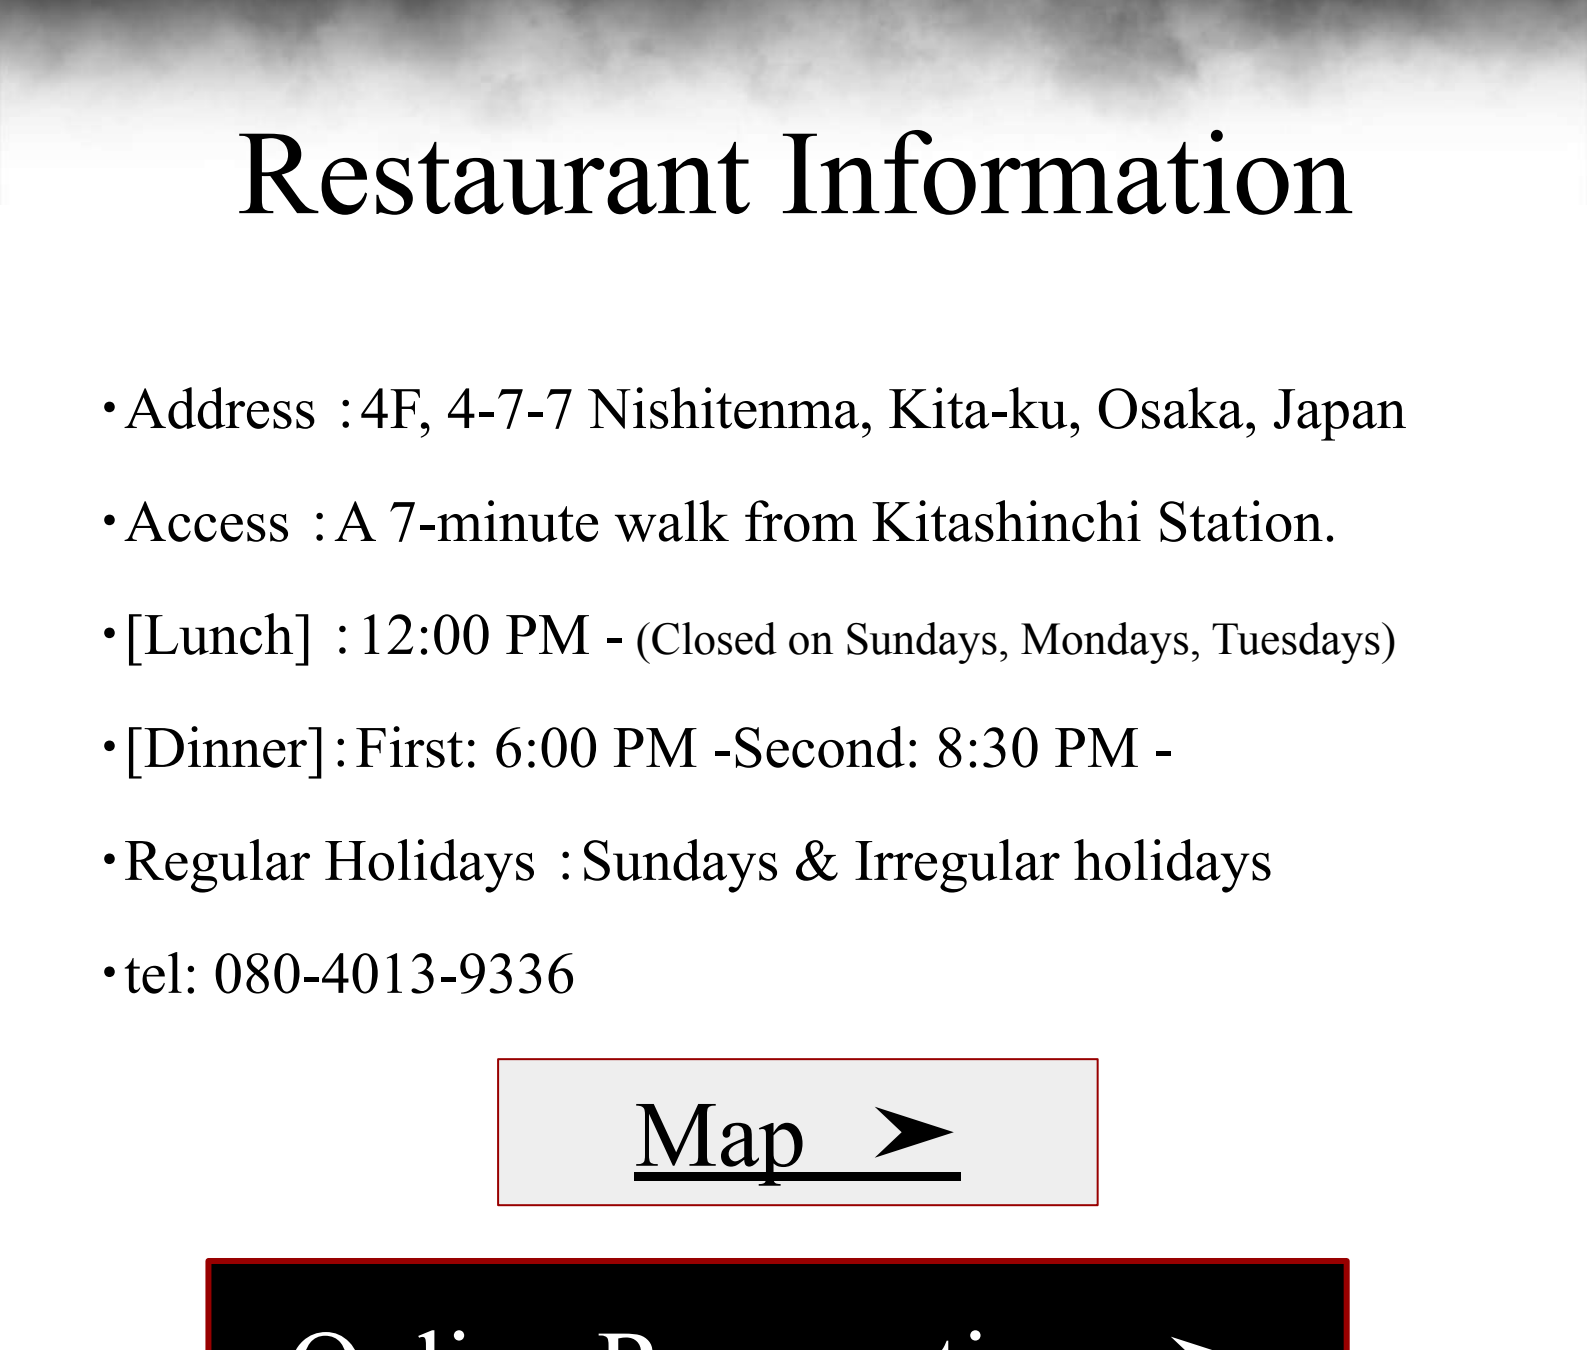 Restaurant Information
・Address：4F, 4-7-7 Nishitenma, Kita-ku, Osaka, Japan
・Access：A 7-minute walk from Kitashinchi Station.
・[Lunch]：12:00 PM - (Closed on Sundays, Mondays, Tuesdays)
・[Dinner]：First: 6:00 PM -Second: 8:30 PM -
・Regular Holidays：Sundays & Irregular holidays
・tel: 080-4013-9336
Map ➤